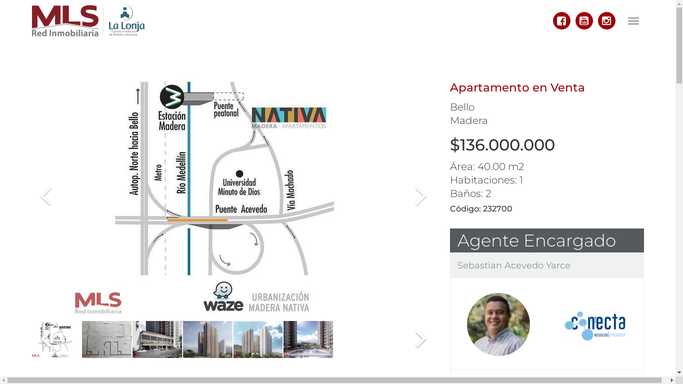 MLS
Red Inmobiliaria
La Lonja
Apartamento en Venta
Bello
Madera
$136.000.000
Área: 40.00 m2
Habitaciones: 1
Baños: 2
Código: 232700
Agente Encargado
Sebastian Acevedo Yarce
conecta
Estación
Madera
Puente
peatonal
NATIVA
MADERA · APARTAMENTOS
Autop. Norte hacia Bello
Metro
Río Medellín
Universidad
Minuto de Dios
Vía Machado
Puente Acevedo
MLS
Red Inmobiliaria
waze
URBANIZACIÓN
MADERA NATIVA